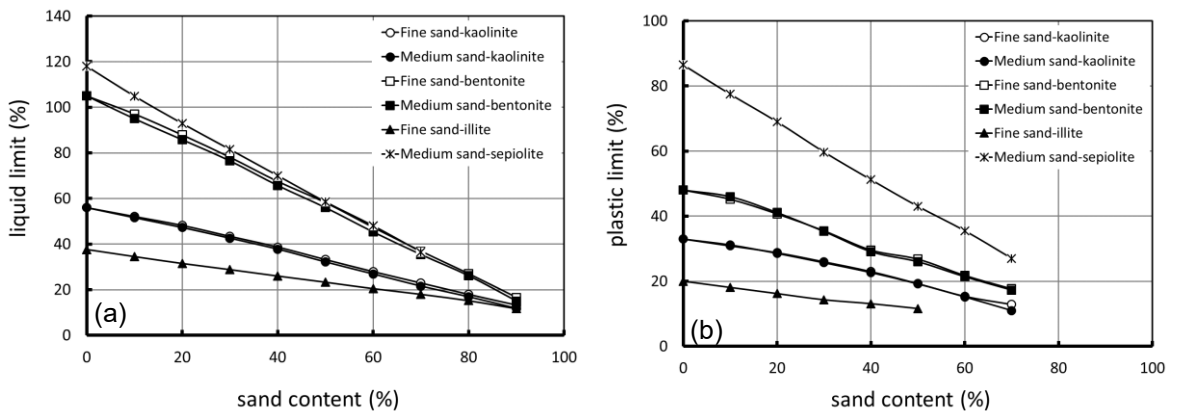 140
120
100
80
60
40
20
0
liquid limit (%)
0 20 40 60 80 100
sand content (%)
Fine sand-kaolinite
Medium sand-kaolinite
Fine sand-bentonite
Medium sand-bentonite
Fine sand-illite
Medium sand-sepiolite
(a)
100
80
60
40
20
0
plastic limit (%)
0 20 40 60 80 100
sand content (%)
Fine sand-kaolinite
Medium sand-kaolinite
Fine sand-bentonite
Medium sand-bentonite
Fine sand-illite
Medium sand-sepiolite
(b)